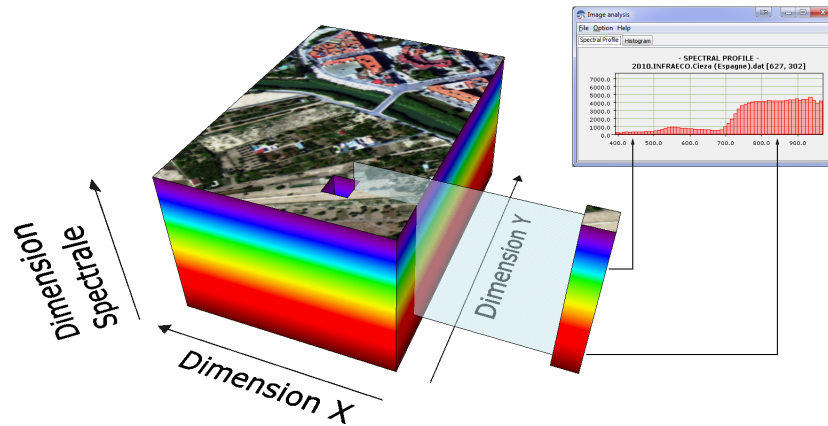 Image analysis
File Option Help
Spectral Profile Histogram
- SPECTRAL PROFILE -
2010.INFRAECO.Cieza (Espagne).dat [627, 302]
7000.0
6000.0
5000.0
4000.0
3000.0
2000.0
1000.0
0.0
400.0 500.0 600.0 700.0 800.0 900.0
Dimension
Spectrale
Dimension X
Dimension Y